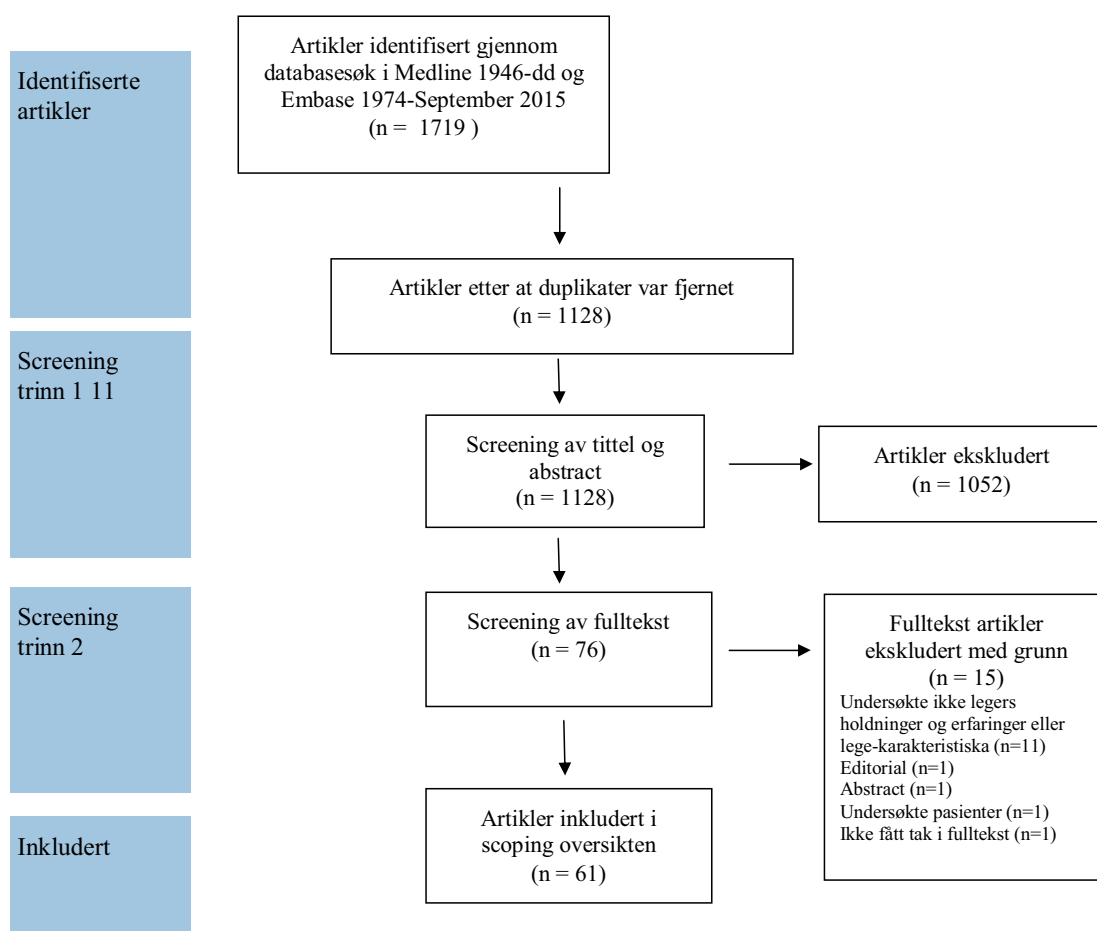 Identifiserte
artikler
Artikler identifisert gjennom
databasesøk i Medline 1946-dd og
Embase 1974-September 2015
(n =  1719 )
Artikler etter at duplikater var fjernet
(n = 1128)
Screening
trinn 1 11
Screening av tittel og
abstract
(n = 1128)
Artikler ekskludert
(n = 1052)
Screening
trinn 2
Screening av fulltekst
(n = 76)
Fulltekst artikler
ekskludert med grunn
(n = 15)
Undersøkte ikke legers
holdninger og erfaringer eller
lege-karakteristiska (n=11)
Editorial (n=1)
Abstract (n=1)
Undersøkte pasienter (n=1)
Ikke fått tak i fulltekst (n=1)
Inkludert
Artikler inkludert i
scoping oversikten
(n = 61)